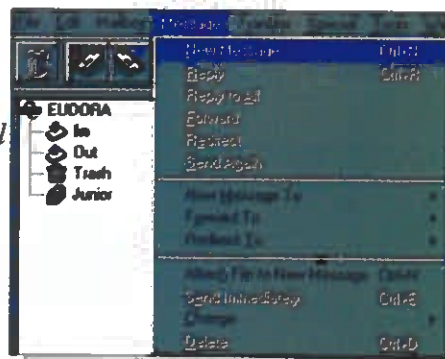 File Edit Mailbox Message Transfer Special Tools
New Message Ctrl+N
Reply Ctrl+R
Reply to All
Forward
Redirect
Send Again
New Message To
Forward To
Redirect To
Attach File to New Message Ctrl+H
Send Immediately Ctrl+E
Change
Delete Ctrl+D
EUDORA
In
Out
Trash
Junior